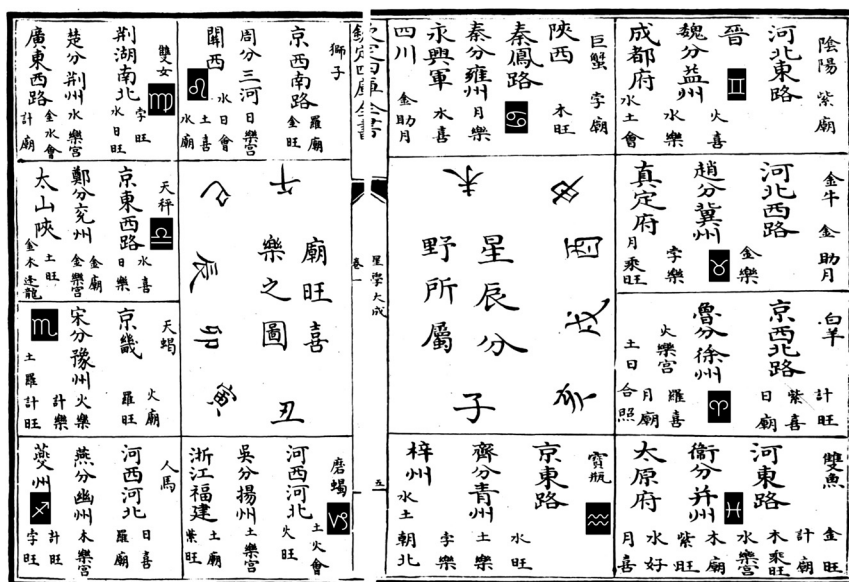 陰陽 紫廟
河北東路
晉 火喜
魏分益州 水樂
成都府 水土會
巨蟹 孛廟
陝西 木旺
秦鳳路
秦分雍州 月樂
永興軍 水喜
四川 金助月
金牛 金助月
河北西路
金樂
趙分冀州 孛樂
真定府 月乘旺
白羊 計旺
京西北路 紫喜 日廟
魯分徐州 羅喜 月廟
火樂宮
土日合照
雙魚 金旺 計廟
河東路 木乘旺 水樂宮
衞分并州 木廟 紫旺
太原府 水好 月喜
寶瓶
京東路 水旺
齊分青州 土樂 孛樂
梓州 水土朝北
申
酉
戌
亥
星辰分
野所屬
未
子
欽定四庫全書
星學大成
卷一
五
獅子
京西南路 羅廟 金旺
周分三河 日樂宮
水日會
關西 土喜 水廟
雙女
荆湖南北 孛旺 水日旺
楚分荆州 水樂宮 金水會
廣東西路 計廟
天秤
京東西路 水喜 日樂
鄭分兖州 金廟 金樂宮
土旺
太山陜 金木逢龍
天蝎
京畿 火廟 羅旺
宋分豫州 火樂 計樂
土羅計旺
人馬
河西河北 日喜 羅廟
燕分幽州 木樂宮 計旺
夔州 孛旺
磨蝎
河西河北 土火會 火旺
吳分揚州 土樂宮
浙江福建 土廟 紫旺
午
巳
辰
卯
寅
丑
廟旺喜
樂之圖